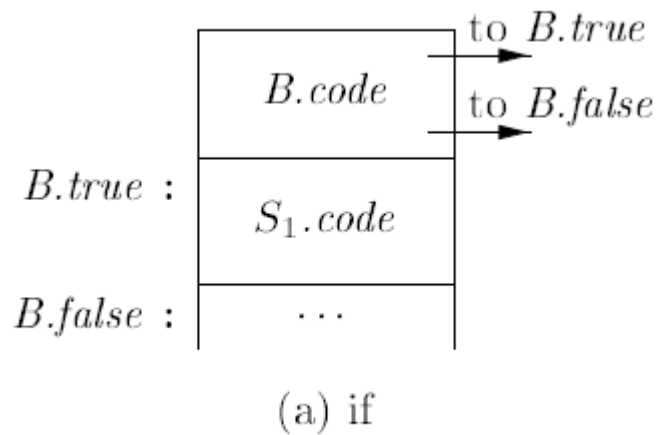 to B.true
B.code
to B.false
B.true :
S₁.code
B.false :
· · ·
(a) if